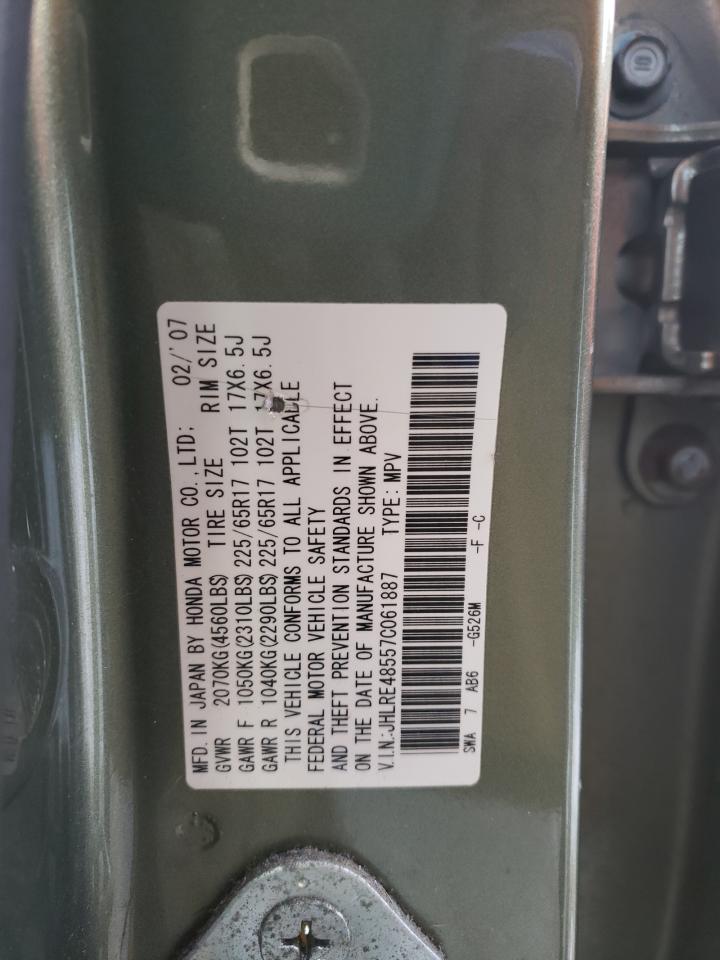 MFD. IN JAPAN BY HONDA MOTOR CO., LTD; 02/'07
GVWR 2070KG(4560LBS) TIRE SIZE RIM SIZE
GAWR F 1050KG(2310LBS) 225/65R17 102T 17X6.5J
GAWR R 1040KG(2290LBS) 225/65R17 102T 17X6.5J
THIS VEHICLE CONFORMS TO ALL APPLICABLE
FEDERAL MOTOR VEHICLE SAFETY
AND THEFT PREVENTION STANDARDS IN EFFECT
ON THE DATE OF MANUFACTURE SHOWN ABOVE.
V.I.N.:JHLRE48557C061887 TYPE: MPV
SWA 7 AB6 -G526M -F -C